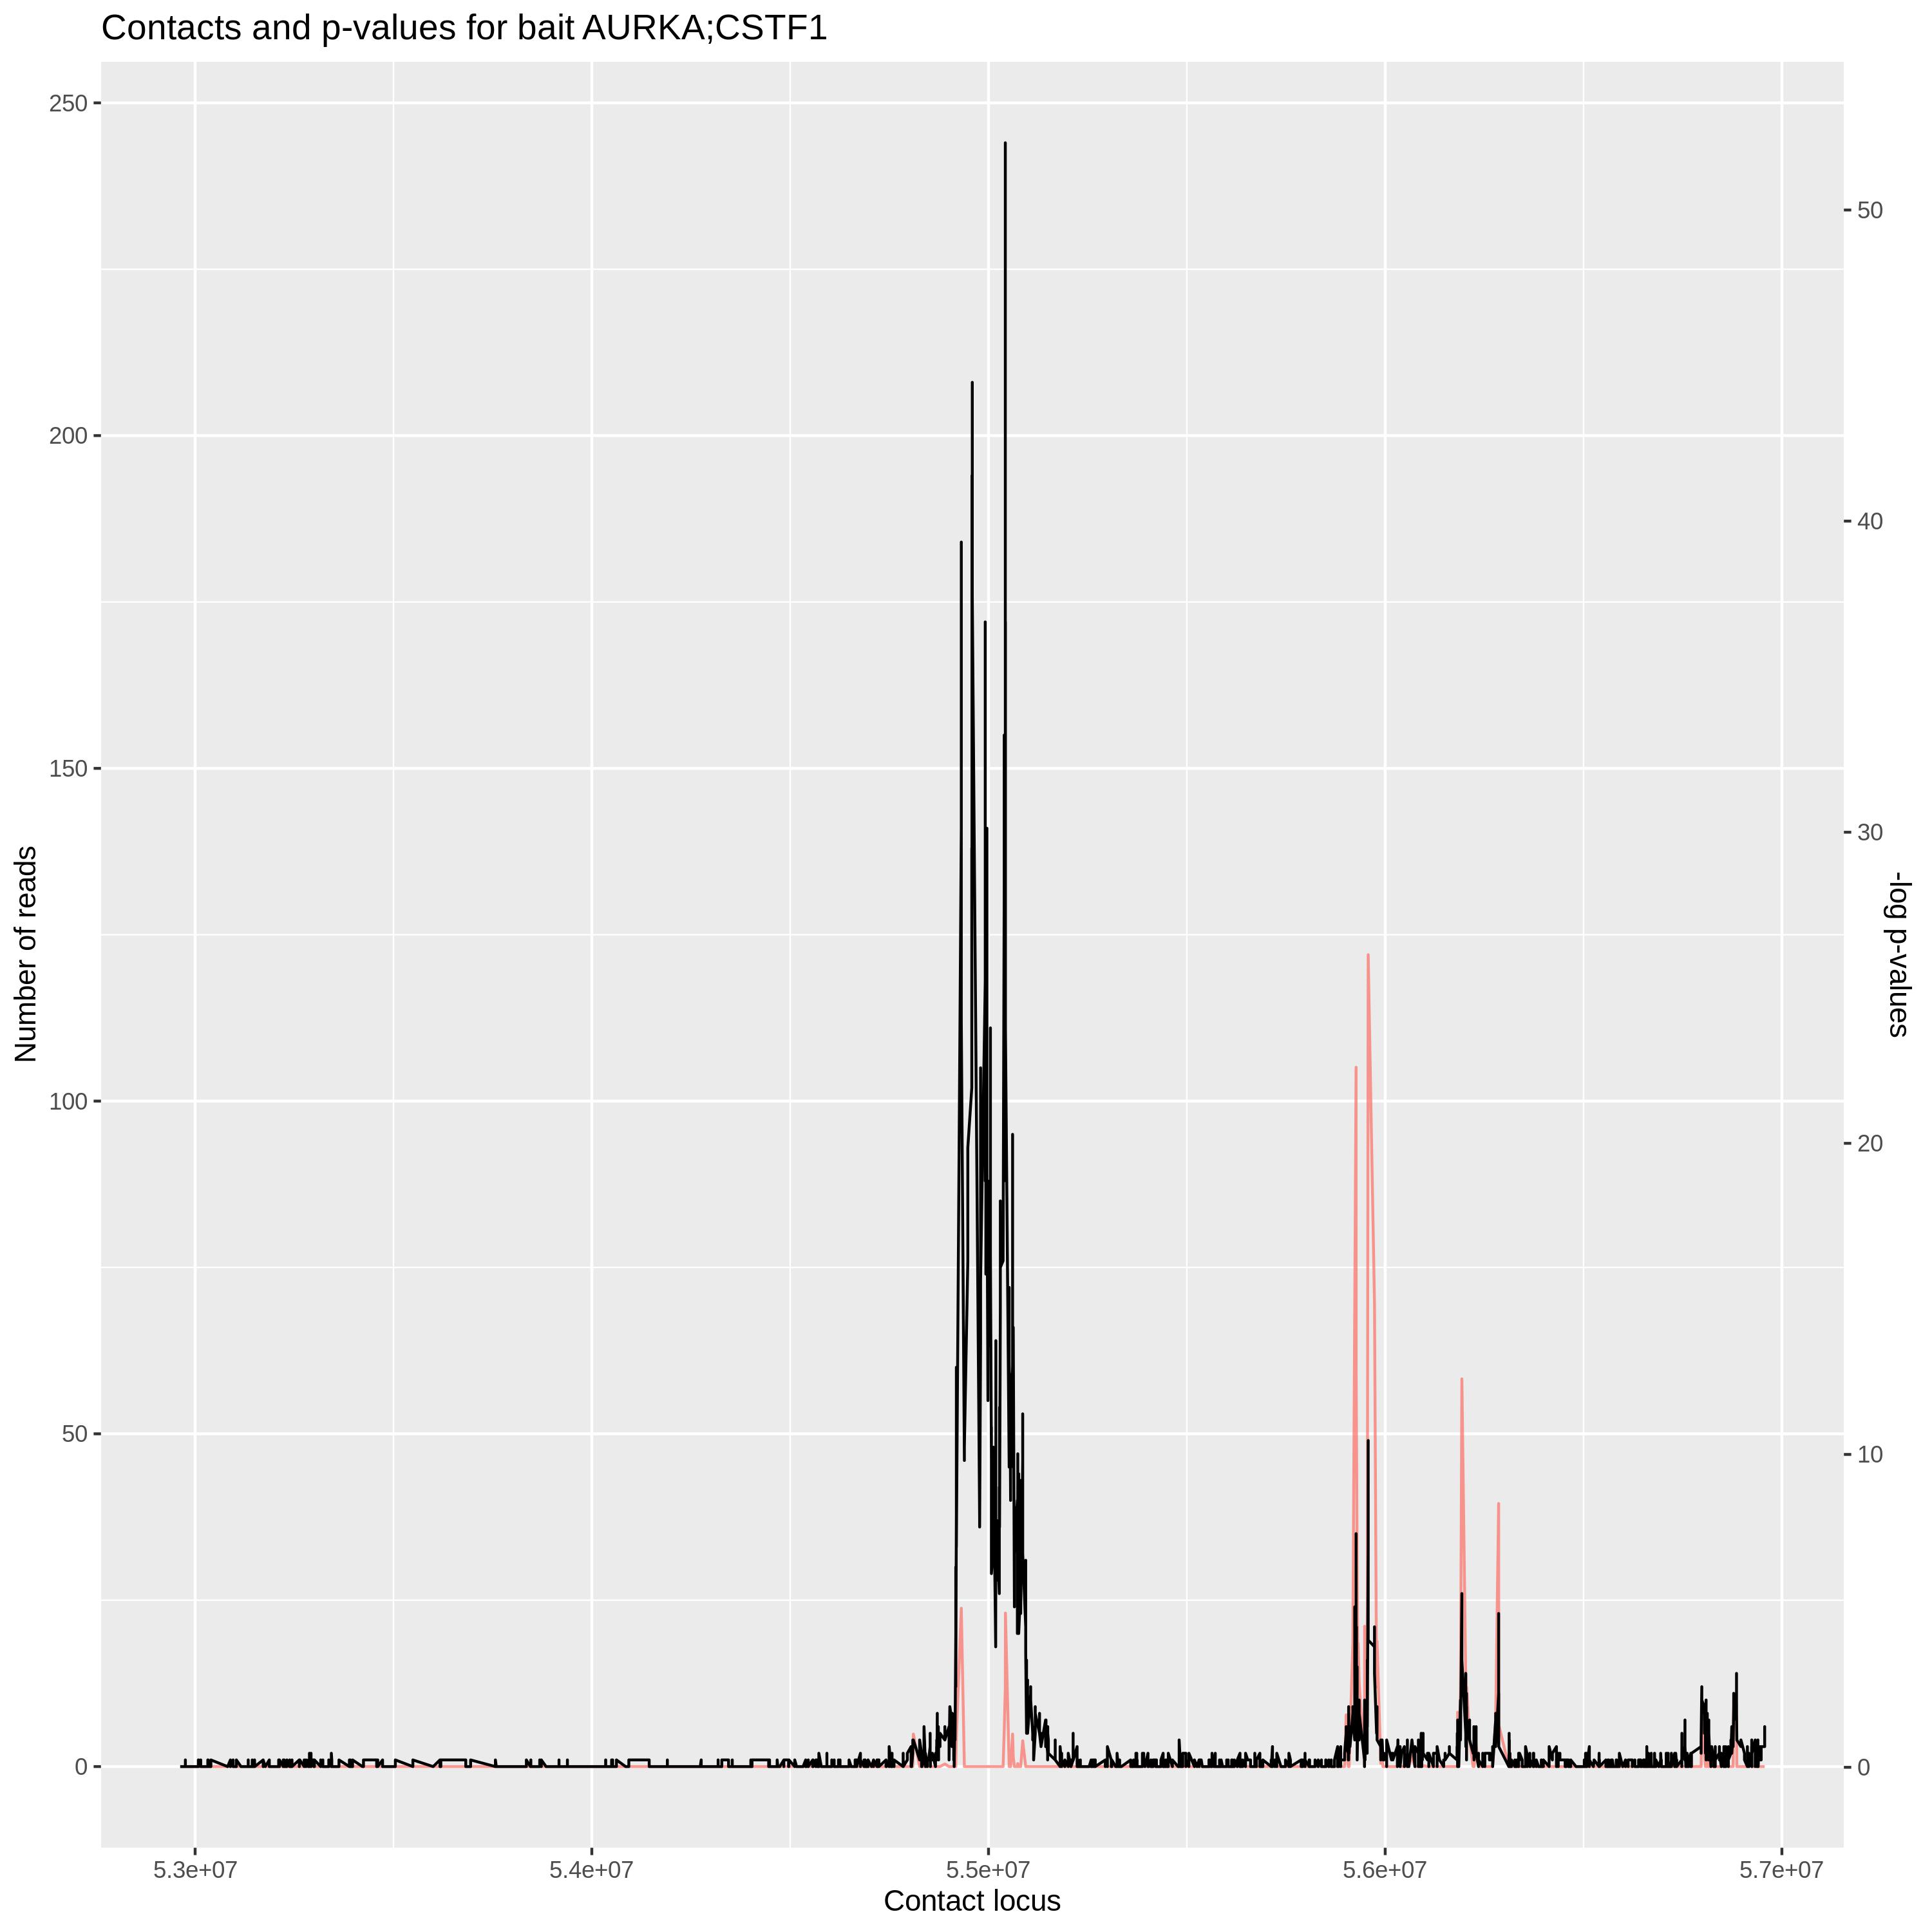 Contacts and p-values for bait AURKA;CSTF1
250
200
150
100
50
0
Number of reads
50
40
30
20
10
0
-log p-values
5.3e+07
5.4e+07
5.5e+07
5.6e+07
5.7e+07
Contact locus